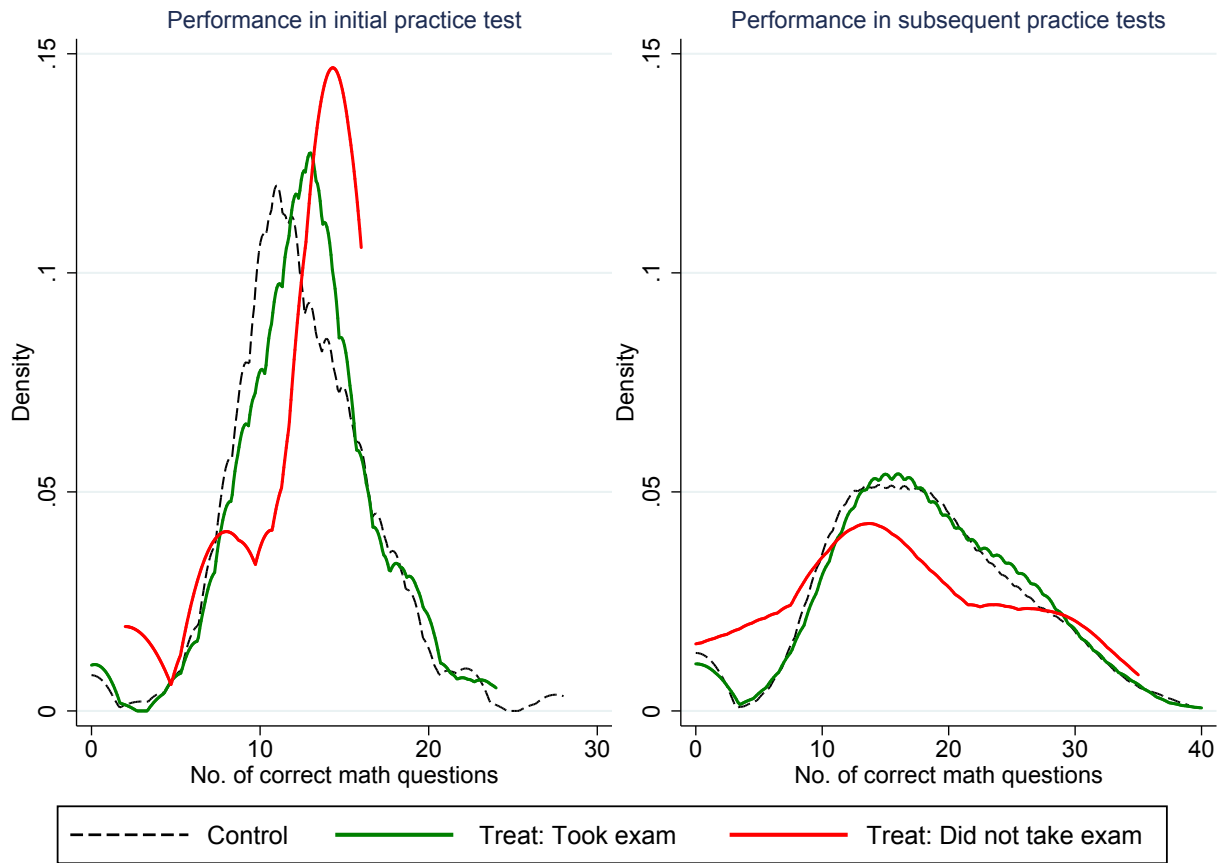 Performance in initial practice test
Performance in subsequent practice tests
.15
.1
.05
0
Density
0 10 20 30
No. of correct math questions
.15
.1
.05
0
Density
0 10 20 30 40
No. of correct math questions
Control Treat: Took exam Treat: Did not take exam